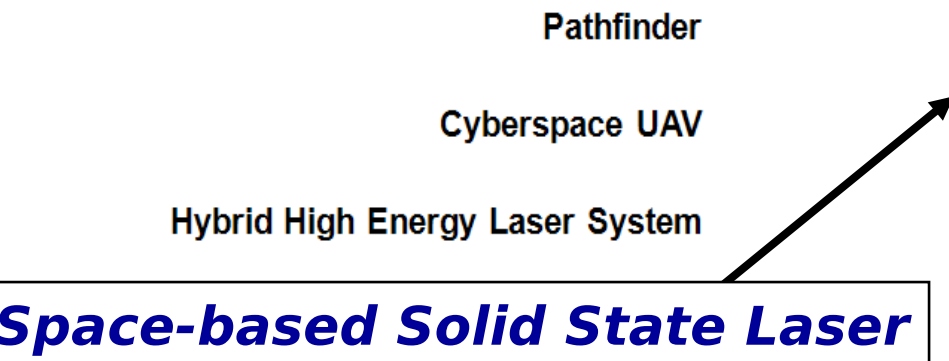 Pathfinder
Cyberspace UAV
Hybrid High Energy Laser System
Space-based Solid State Laser